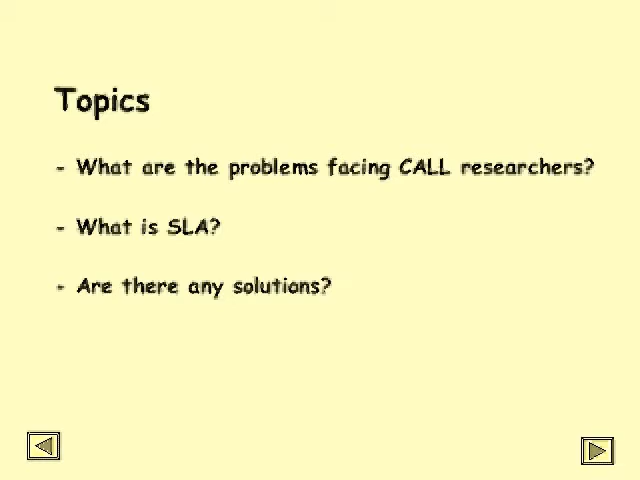 Topics
- What are the problems facing CALL researchers?
- What is SLA?
- Are there any solutions?